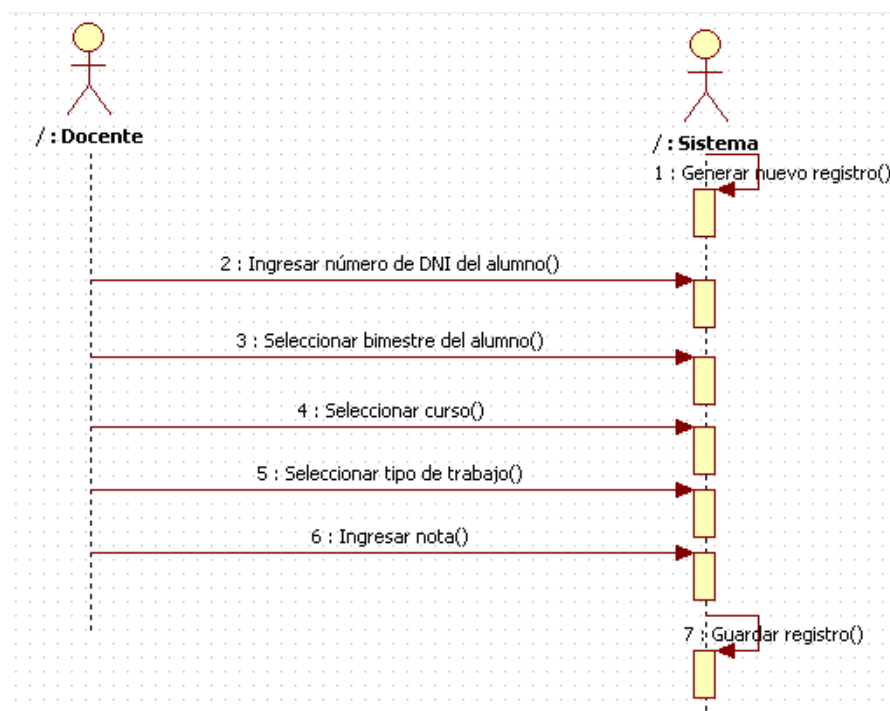 / : Docente
/ : Sistema
1 : Generar nuevo registro()
2 : Ingresar número de DNI del alumno()
3 : Seleccionar bimestre del alumno()
4 : Seleccionar curso()
5 : Seleccionar tipo de trabajo()
6 : Ingresar nota()
7 : Guardar registro()